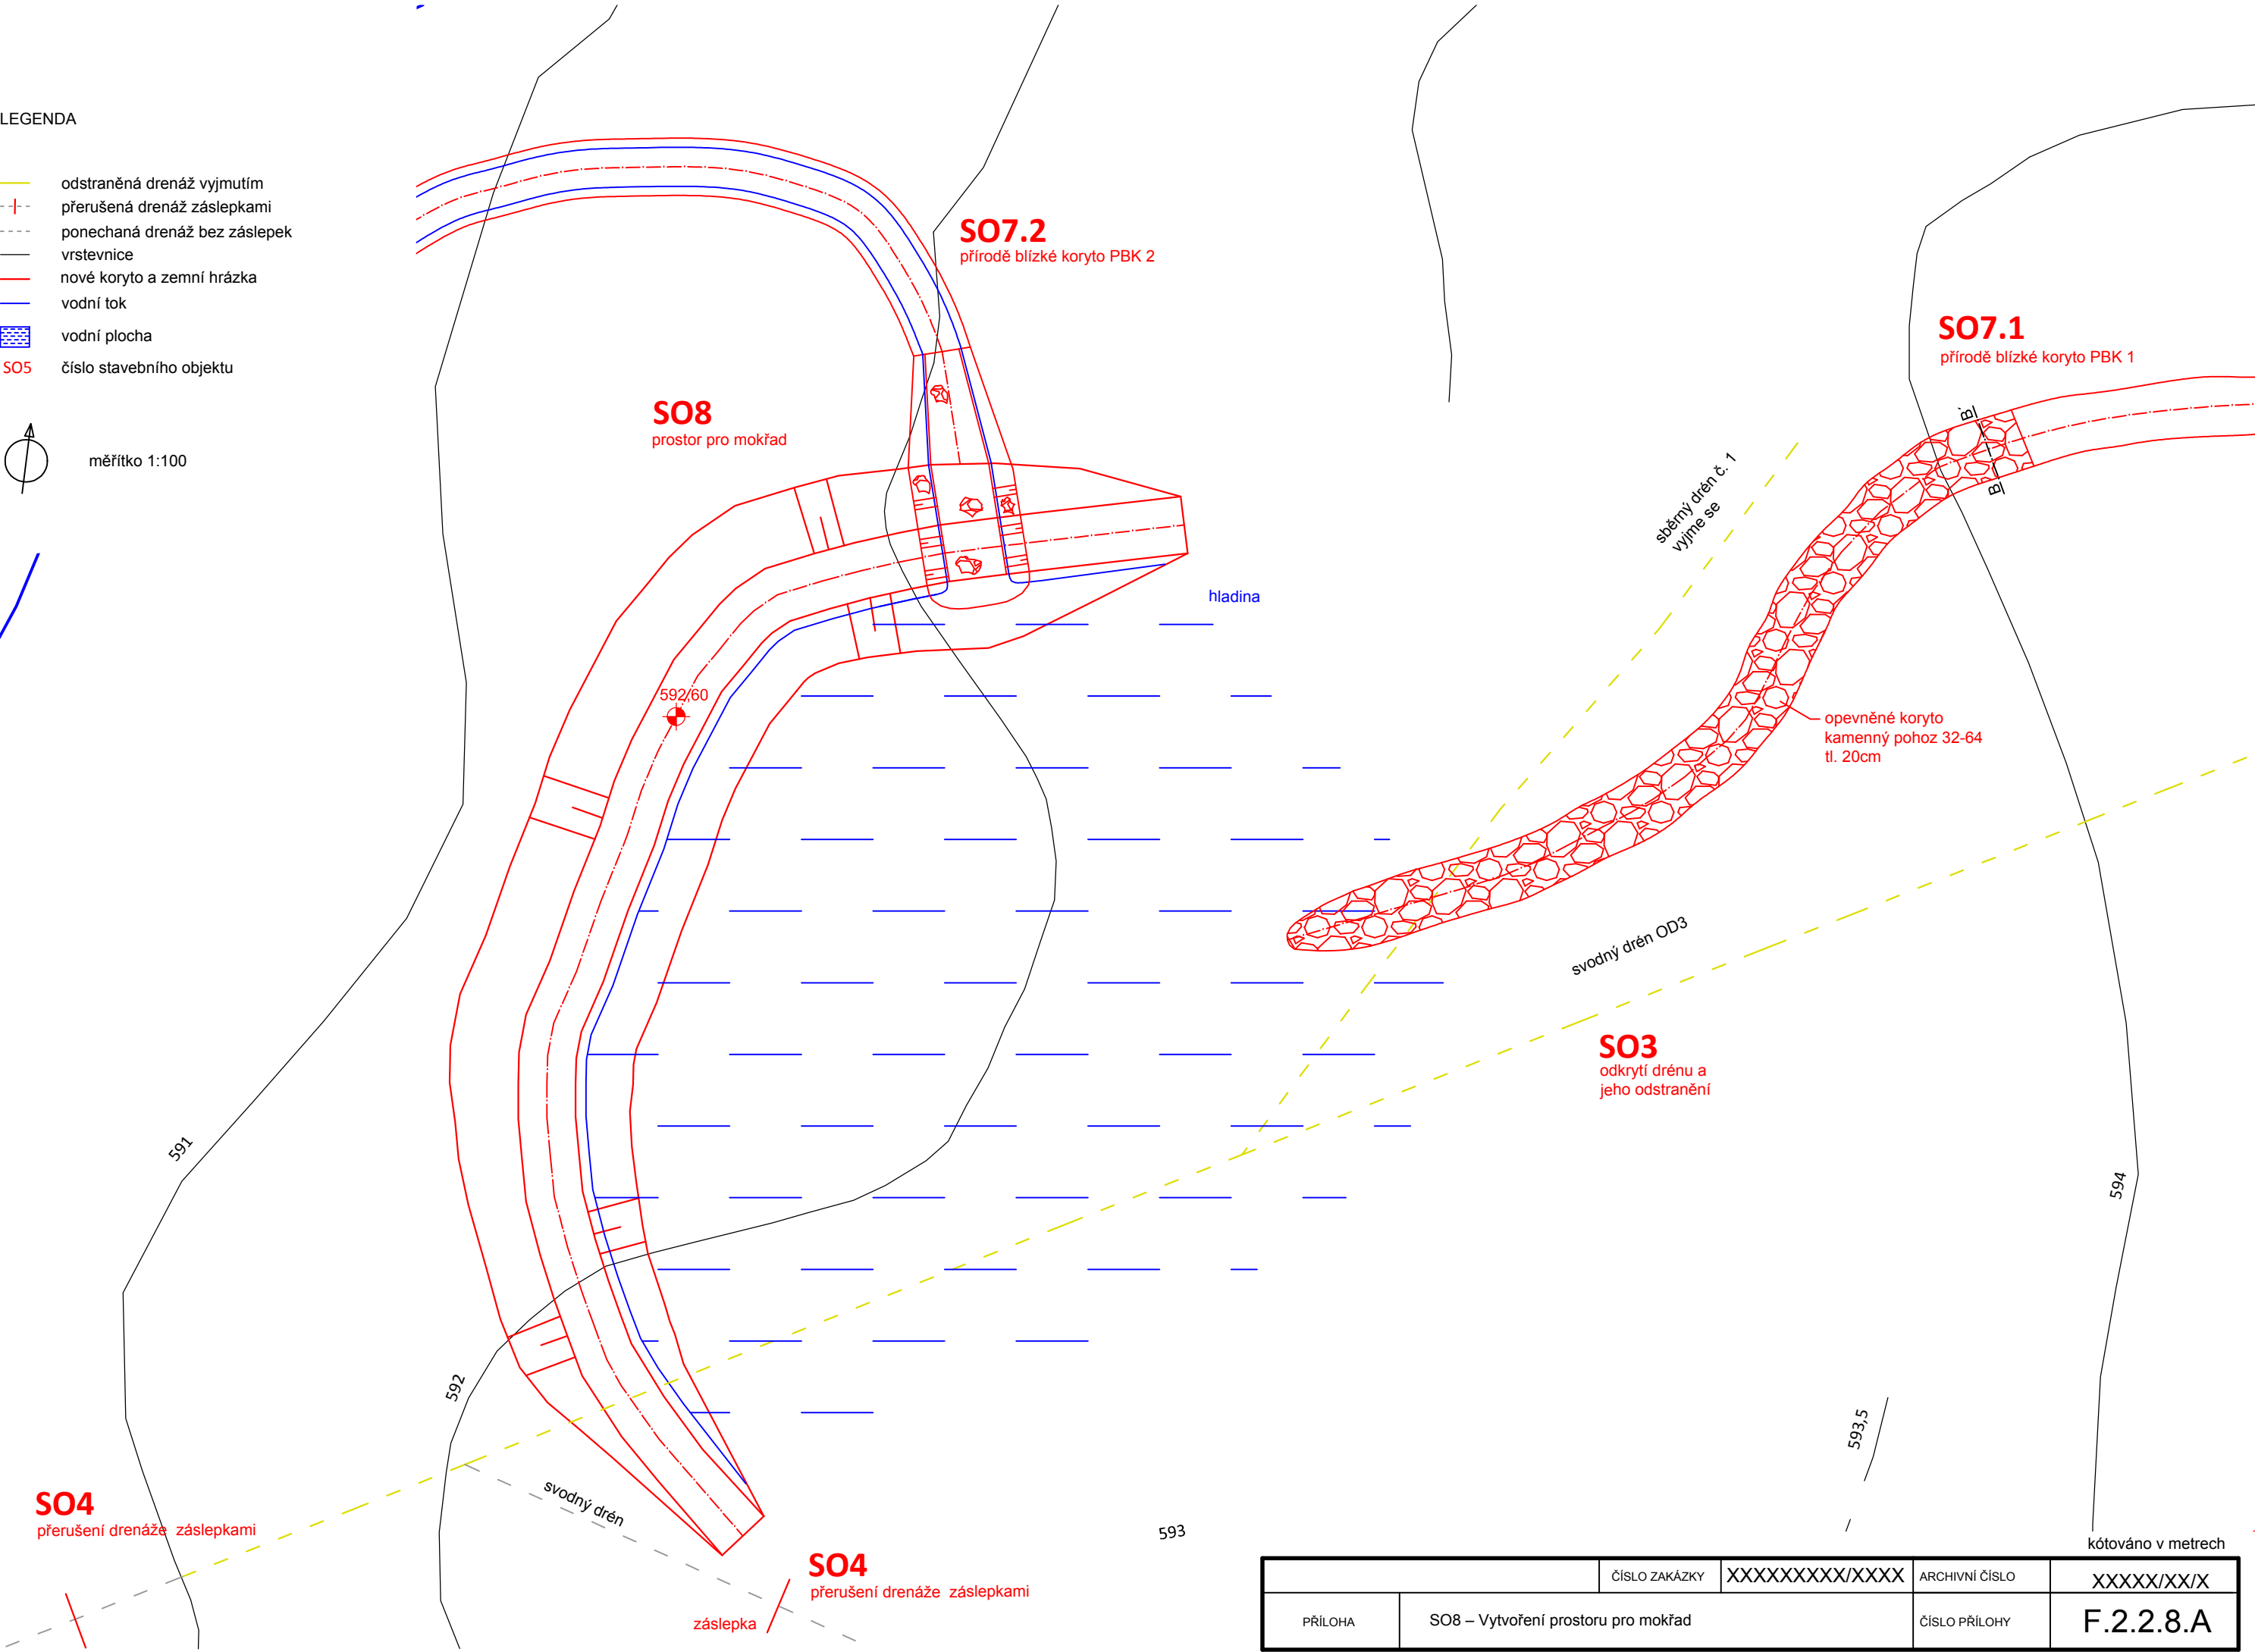 LEGENDA
odstraněná drenáž vyjmutím
přerušená drenáž záslepkami
ponechaná drenáž bez záslepek
vrstevnice
nové koryto a zemní hrázka
vodní tok
vodní plocha
SO5 číslo stavebního objektu
měřítko 1:100
SO7.2
přírodě blízké koryto PBK 2
SO7.1
přírodě blízké koryto PBK 1
SO8
prostor pro mokřad
B'
B
sběrný drén č. 1
vyjme se
hladina
592,60
opevněné koryto
kamenný pohoz 32-64
tl. 20cm
svodný drén OD3
SO3
odkrytí drénu a
jeho odstranění
591
594
592
593,5
svodný drén
SO4
přerušení drenáže záslepkami
593
SO4
přerušení drenáže záslepkami
záslepka
kótováno v metrech
ČÍSLO ZAKÁZKY XXXXXXXXX/XXXX ARCHIVNÍ ČÍSLO XXXXX/XX/X
PŘÍLOHA SO8 – Vytvoření prostoru pro mokřad ČÍSLO PŘÍLOHY F.2.2.8.A